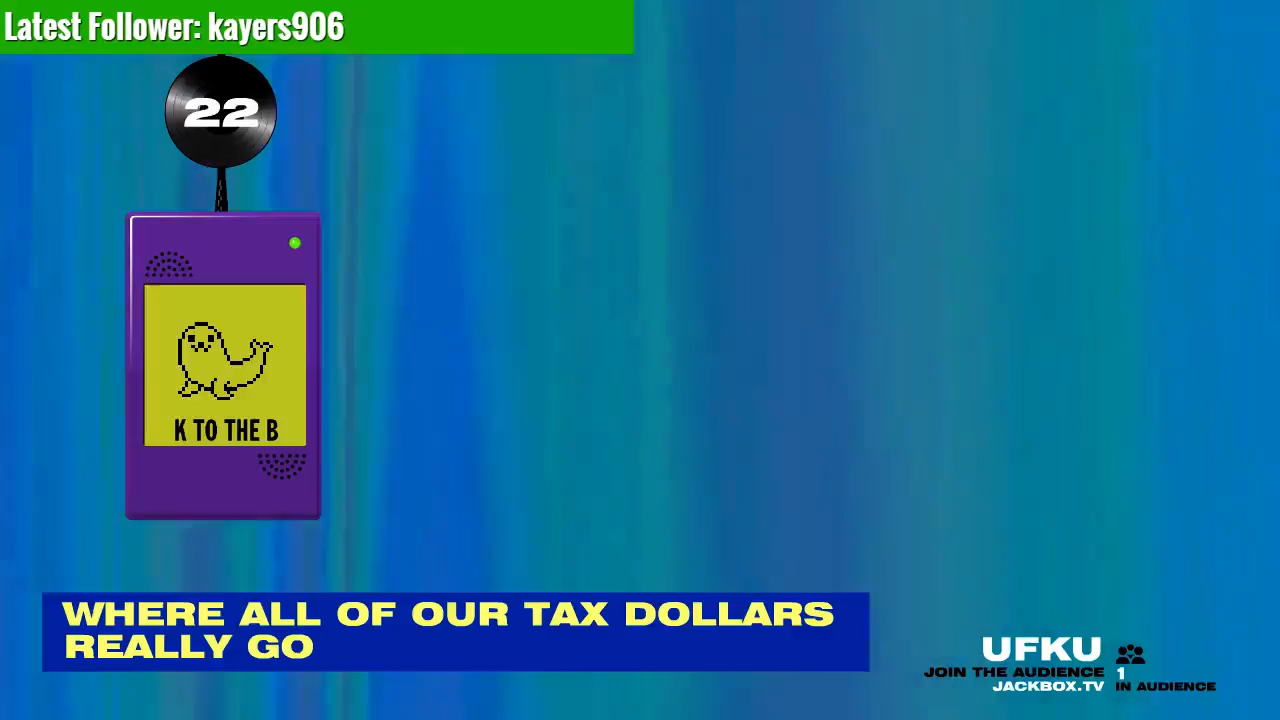 Latest Follower: kayers906
22
K TO THE B
WHERE ALL OF OUR TAX DOLLARS
REALLY GO
UFKU
JOIN THE AUDIENCE
JACKBOX.TV
1
IN AUDIENCE